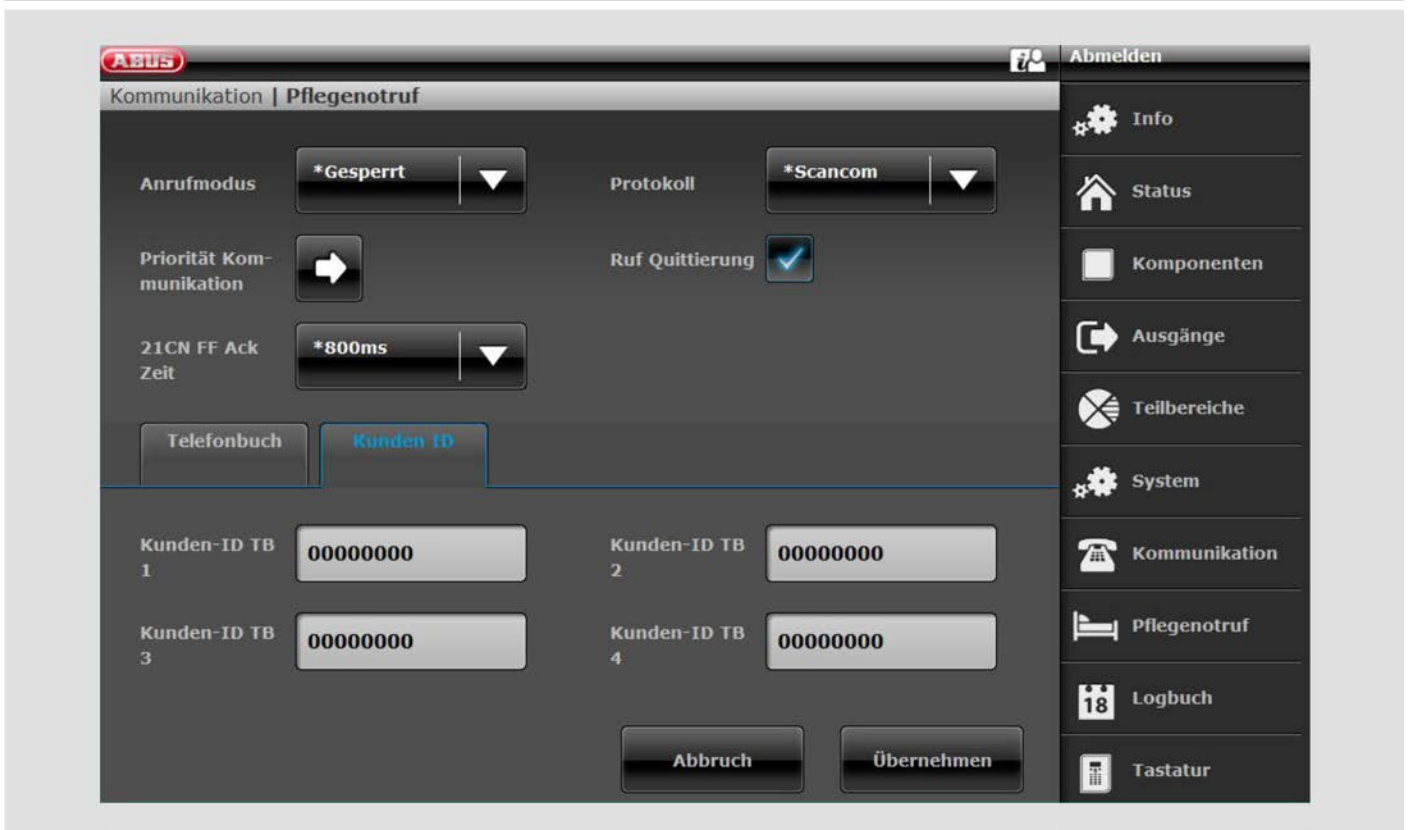 ABUS
Abmelden
Kommunikation | Pflegenotruf
Info
Anrufmodus
*Gesperrt
Protokoll
*Scancom
Status
Priorität Kom-
munikation
Ruf Quittierung
Komponenten
21CN FF Ack
Zeit
*800ms
Ausgänge
Teilbereiche
Telefonbuch
Kunden ID
System
Kunden-ID TB
1
00000000
Kunden-ID TB
2
00000000
Kommunikation
Kunden-ID TB
3
00000000
Kunden-ID TB
4
00000000
Pflegenotruf
18
Logbuch
Abbruch
Übernehmen
Tastatur